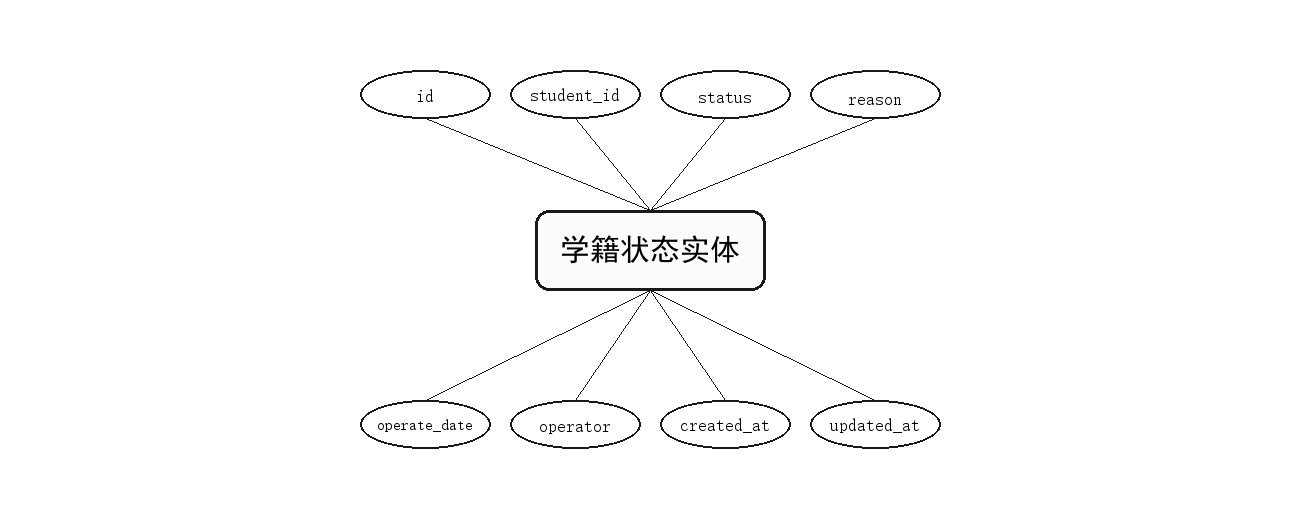 id
student_id
status
reason
学籍状态实体
operate_date
operator
created_at
updated_at